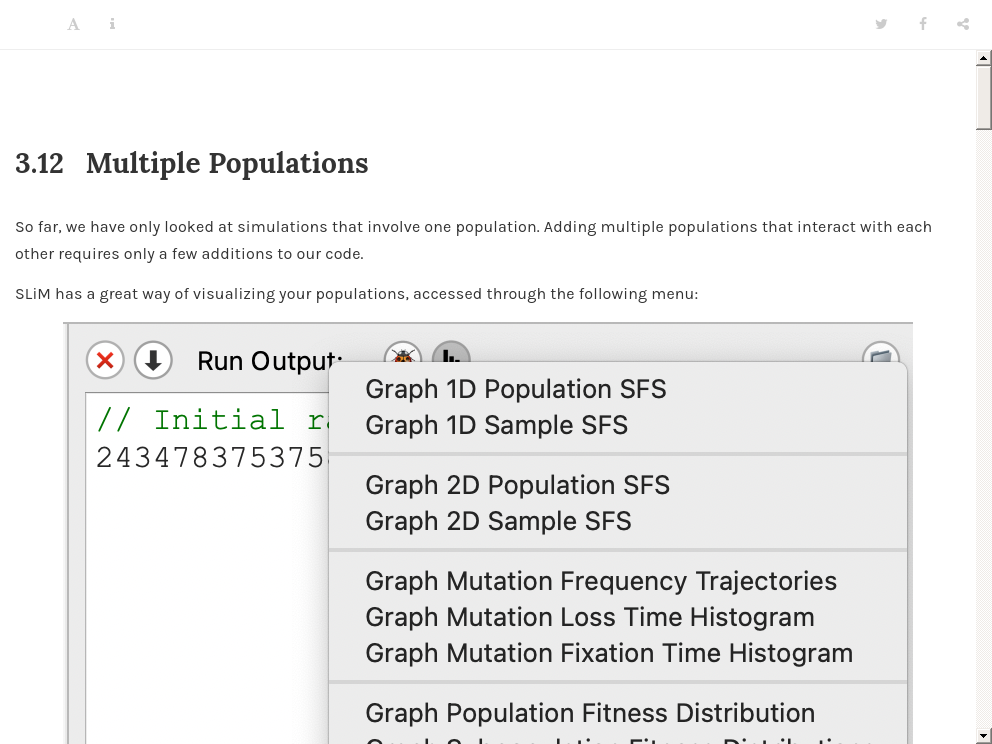 3.12 Multiple Populations
So far, we have only looked at simulations that involve one population. Adding multiple populations that interact with each
other requires only a few additions to our code.
SLiM has a great way of visualizing your populations, accessed through the following menu:
Run Output:
// Initial
243478375375
Graph 1D Population SFS
Graph 1D Sample SFS
Graph 2D Population SFS
Graph 2D Sample SFS
Graph Mutation Frequency Trajectories
Graph Mutation Loss Time Histogram
Graph Mutation Fixation Time Histogram
Graph Population Fitness Distribution